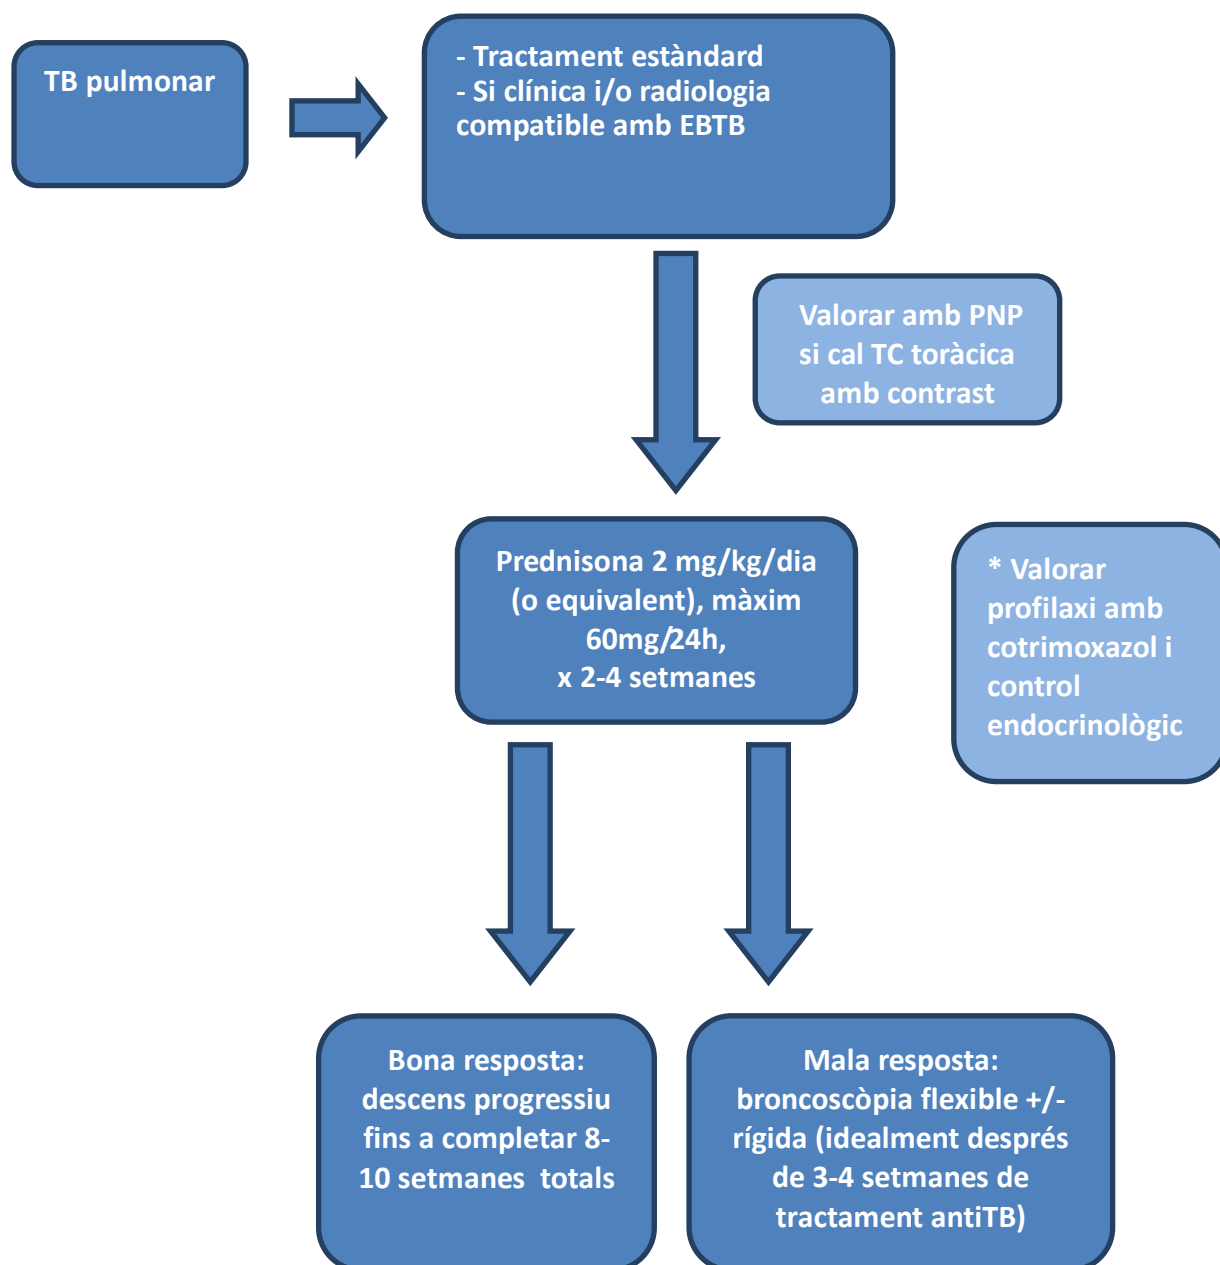 TB pulmonar
- Tractament estàndard
- Si clínica i/o radiologia
compatible amb EBTB
Valorar amb PNP
si cal TC toràcica
amb contrast
Prednisona 2 mg/kg/dia
(o equivalent), màxim
60mg/24h,
x 2-4 setmanes
* Valorar
profilaxi amb
cotrimoxazol i
control
endocrinològic
Bona resposta:
descens progressiu
fins a completar 8-
10 setmanes  totals
Mala resposta:
broncoscòpia flexible +/-
rígida (idealment després
de 3-4 setmanes de
tractament antiTB)